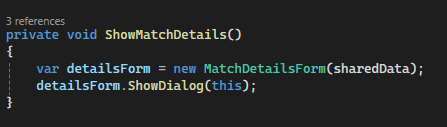 3 references
private void ShowMatchDetails()
{
    var detailsForm = new MatchDetailsForm(sharedData);
    detailsForm.ShowDialog(this);
}